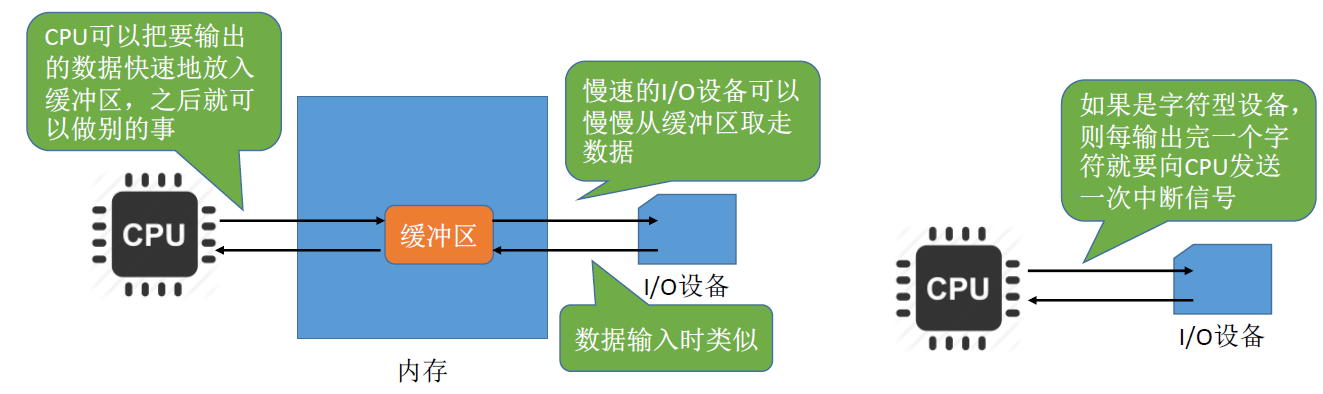 CPU可以把要输出
的数据快速地放入
缓冲区，之后就可
以做别的事
CPU
缓冲区
内存
慢速的I/O设备可以
慢慢从缓冲区取走
数据
I/O设备
数据输入时类似
如果是字符型设备，
则每输出完一个字
符就要向CPU发送
一次中断信号
CPU
I/O设备